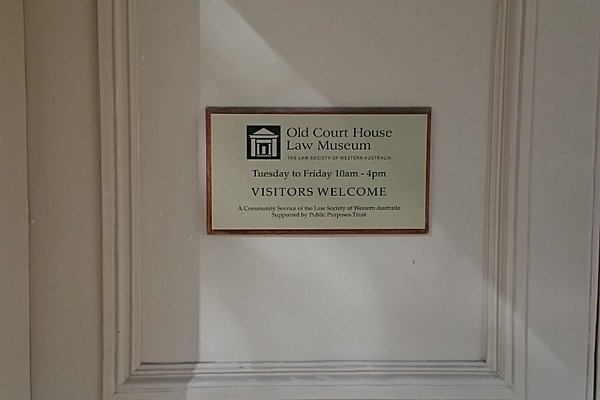 Old Court House
Law Museum
THE LAW SOCIETY OF WESTERN AUSTRALIA
Tuesday to Friday 10am - 4pm
VISITORS WELCOME
A Community Service of the Law Society of Western Australia
Supported by Public Purposes Trust